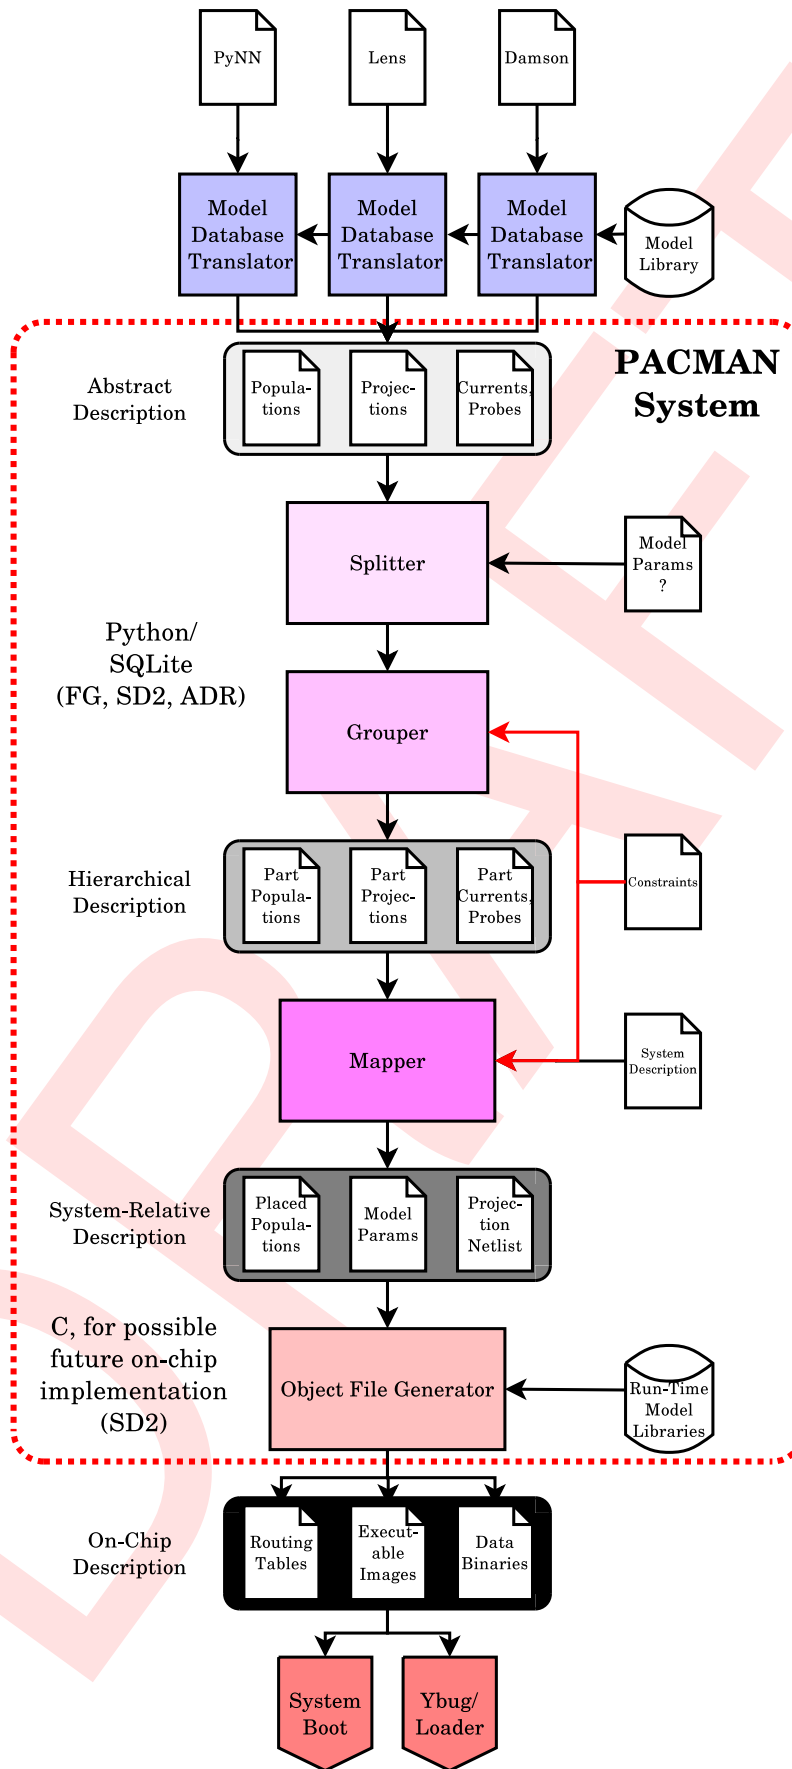 PyNN
Lens
Damson
Model
Database
Translator
Model
Database
Translator
Model
Database
Translator
Model
Library
PACMAN
System
Abstract
Description
Popula-
tions
Projec-
tions
Currents,
Probes
Splitter
Model
Params
?
Python/
SQLite
(FG, SD2, ADR)
Grouper
Hierarchical
Description
Part
Popula-
tions
Part
Projec-
tions
Part
Currents,
Probes
Constraints
Mapper
System
Description
System-Relative
Description
Placed
Popula-
tions
Model
Params
Projec-
tion
Netlist
C, for possible
future on-chip
implementation
(SD2)
Object File Generator
Run-Time
Model
Libraries
On-Chip
Description
Routing
Tables
Execut-
able
Images
Data
Binaries
System
Boot
Ybug/
Loader
DRAFT